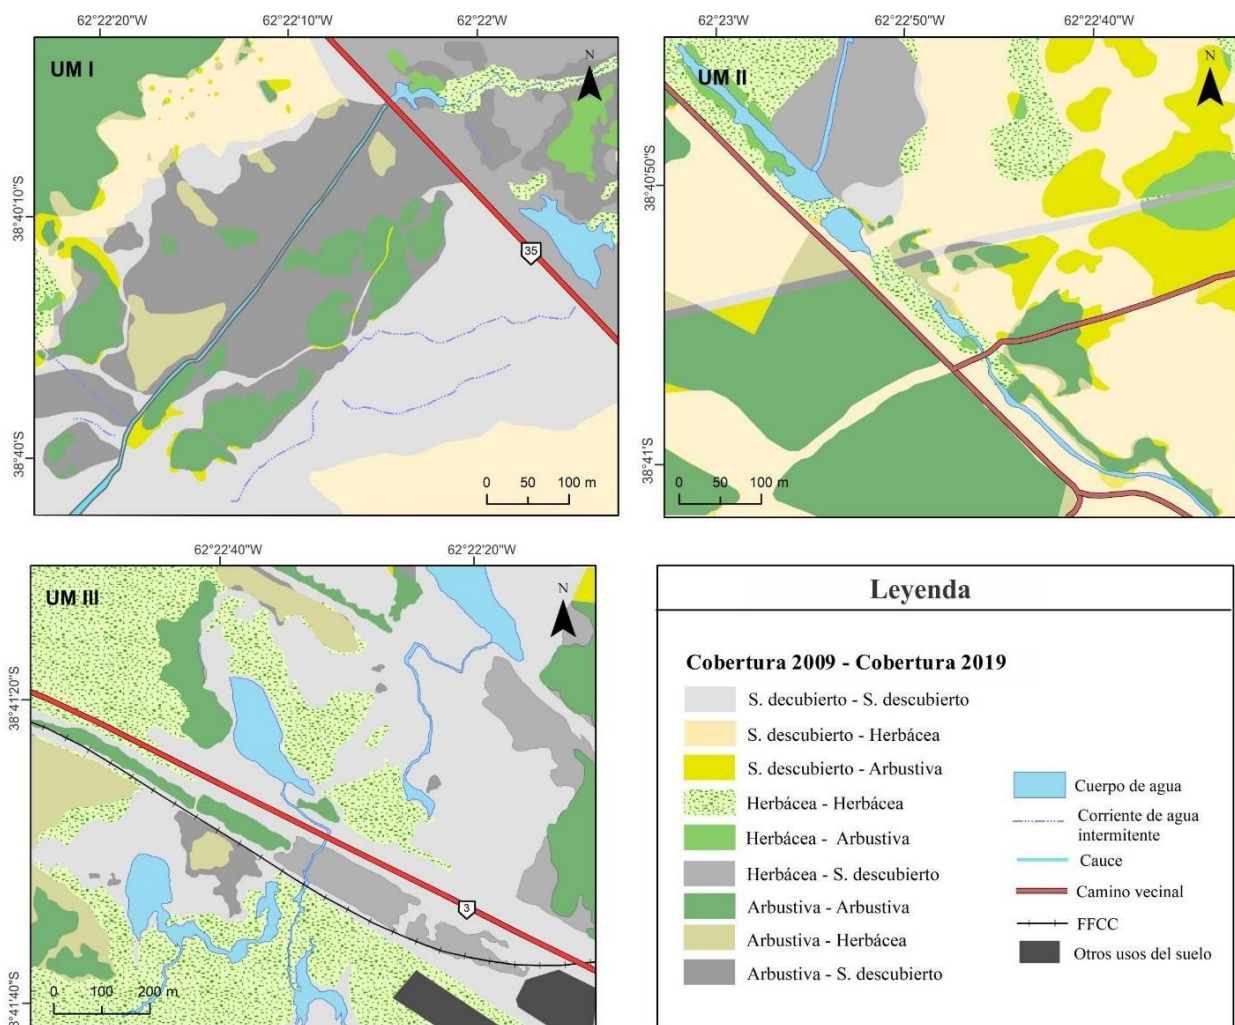 62°22'20"W 62°22'10"W 62°22'W
UM I
N
38°40'10"S
35
38°40'S
0 50 100 m
62°23'W 62°22'50"W 62°22'40"W
UM II
N
38°40'50"S
38°41'S
0 50 100 m
62°22'40"W 62°22'20"W
UM III
N
38°41'20"S
3
38°41'40"S
0 100 200 m
Leyenda
Cobertura 2009 - Cobertura 2019
S. decubierto - S. descubierto
S. descubierto - Herbácea
S. descubierto - Arbustiva
Herbácea - Herbácea
Herbácea - Arbustiva
Herbácea - S. descubierto
Arbustiva - Arbustiva
Arbustiva - Herbácea
Arbustiva - S. descubierto
Cuerpo de agua
Corriente de agua
intermitente
Cauce
Camino vecinal
FFCC
Otros usos del suelo